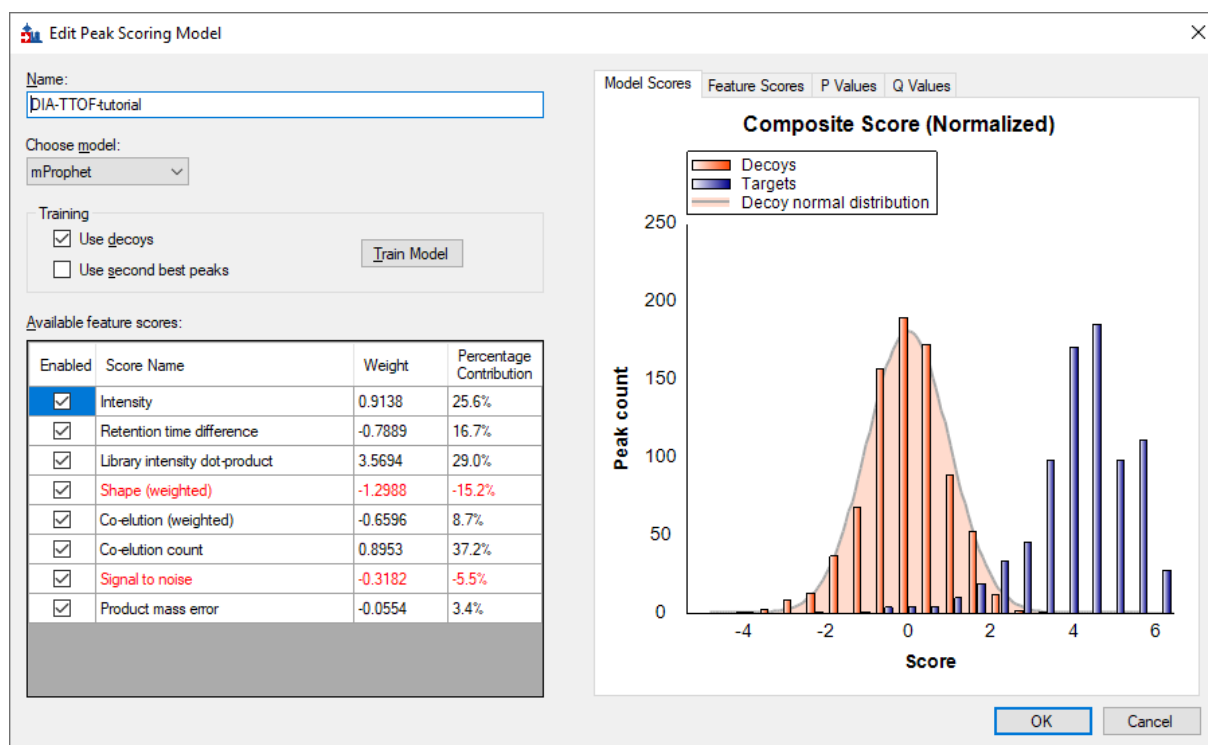 Edit Peak Scoring Model
Name:
DIA-TTOF-tutorial
Choose model:
mProphet
Training
Use decoys
Use second best peaks
Train Model
Available feature scores:
Enabled Score Name Weight Percentage Contribution
Intensity 0.9138 25.6%
Retention time difference -0.7889 16.7%
Library intensity dot-product 3.5694 29.0%
Shape (weighted) -1.2988 -15.2%
Co-elution (weighted) -0.6596 8.7%
Co-elution count 0.8953 37.2%
Signal to noise -0.3182 -5.5%
Product mass error -0.0554 3.4%
Model Scores Feature Scores P Values Q Values
Composite Score (Normalized)
Decoys
Targets
Decoy normal distribution
250
200
150
100
50
0
Peak count
-4 -2 0 2 4 6
Score
OK Cancel